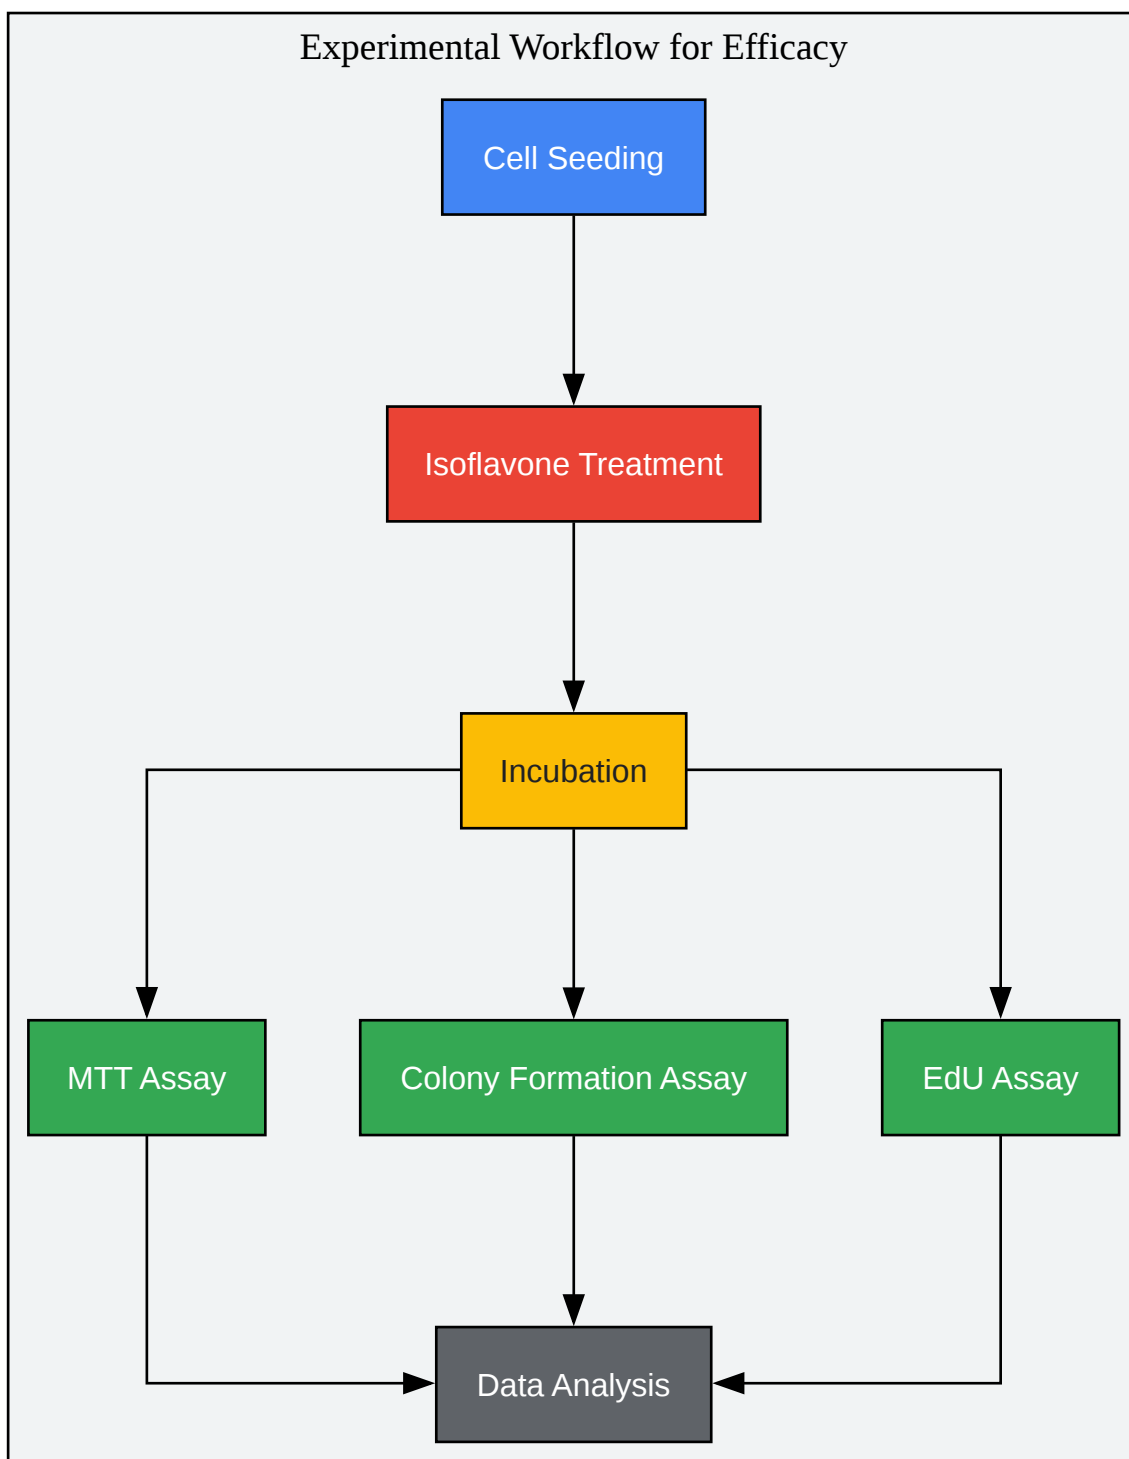 Experimental Workflow for Efficacy
Cell Seeding
Isoflavone Treatment
Incubation
MTT Assay
Colony Formation Assay
EdU Assay
Data Analysis